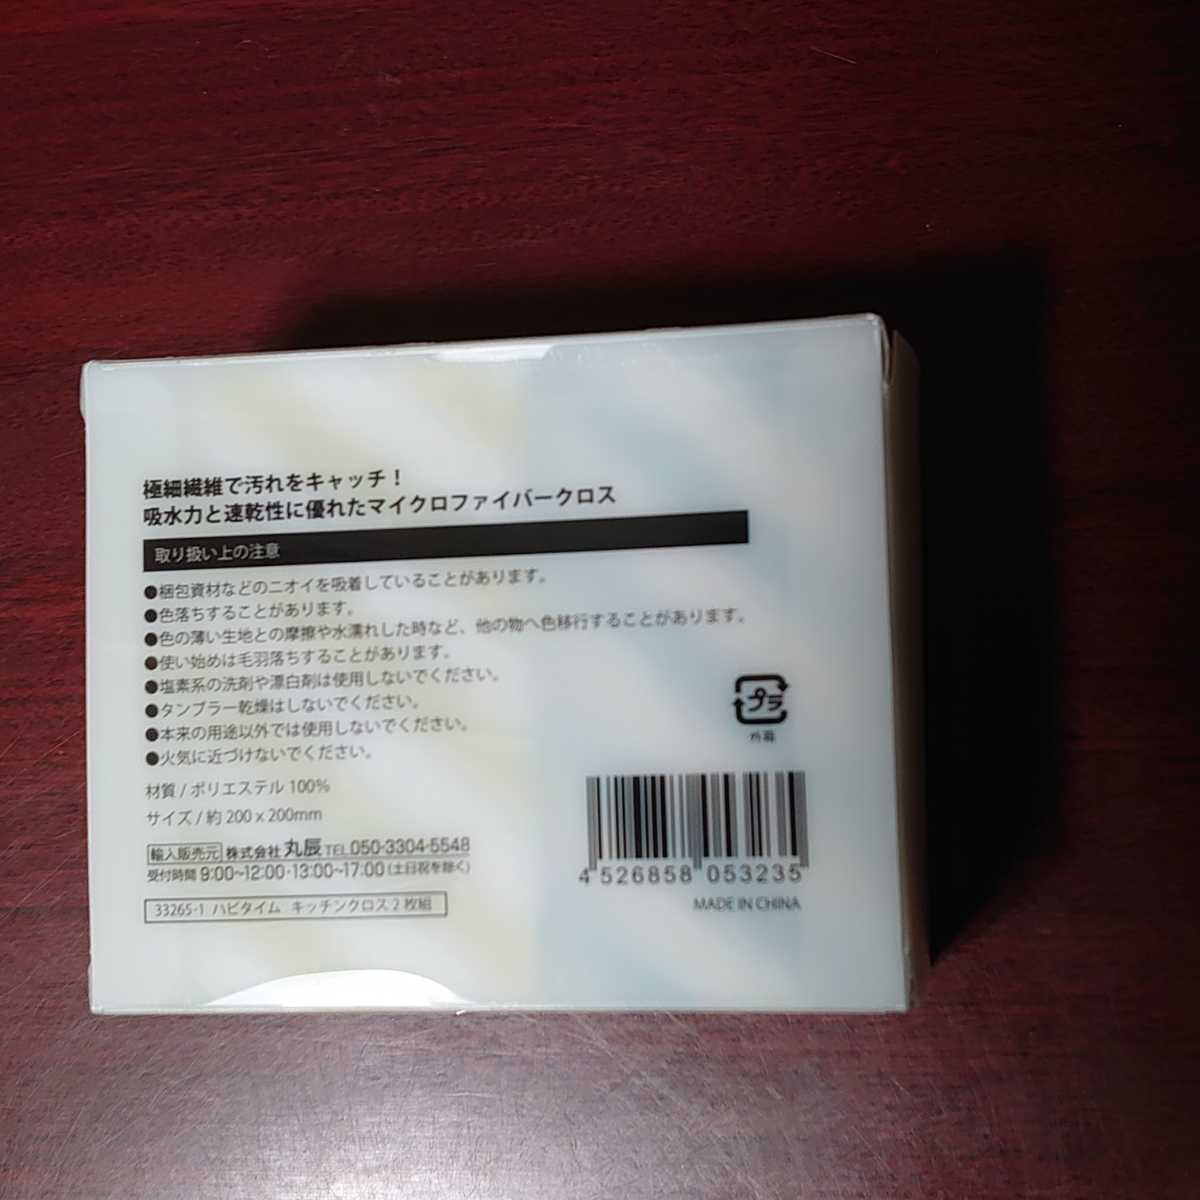 極細繊維で汚れをキャッチ！
吸水力と速乾性に優れたマイクロファイバークロス
取り扱い上の注意
●梱包資材などのニオイを吸着していることがあります。
●色落ちすることがあります。
●色の薄い生地との摩擦や水濡れした時など、他の物へ色移行することがあります。
●使い始めは毛羽落ちすることがあります。
●塩素系の洗剤や漂白剤は使用しないでください。
●タンブラー乾燥はしないでください。
●本来の用途以外では使用しないでください。
●火気に近づけないでください。
プラ
外箱
材質 / ポリエステル 100%
サイズ / 約 200 x 200mm
輸入販売元 株式会社 丸辰 TEL 050-3304-5548
受付時間 9:00~12:00・13:00~17:00 (土日祝を除く)
33265-1 ハピタイム キッチンクロス 2 枚組
4 526858 053235
MADE IN CHINA